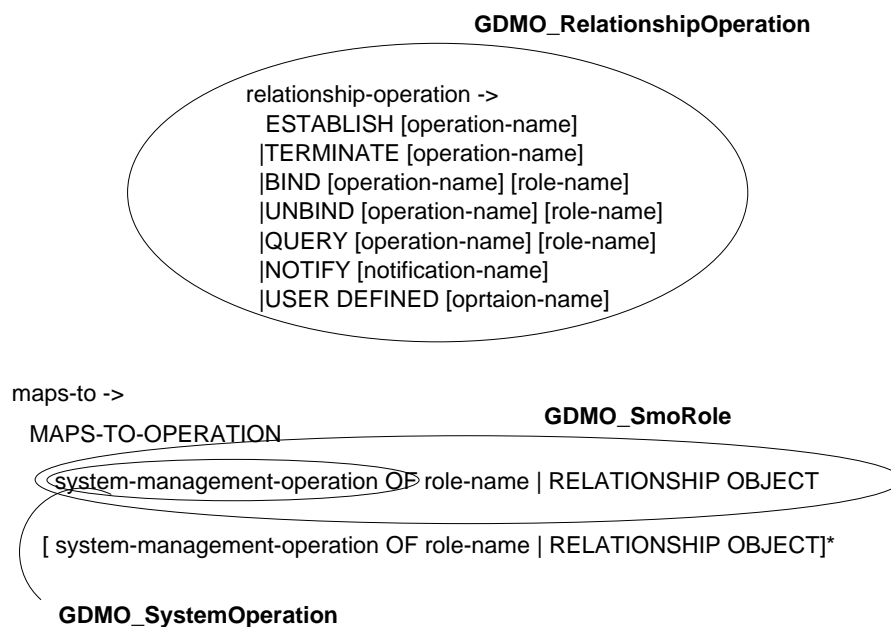 GDMO_RelationshipOperation
relationship-operation ->
ESTABLISH [operation-name]
|TERMINATE [operation-name]
|BIND [operation-name] [role-name]
|UNBIND [operation-name] [role-name]
|QUERY [operation-name] [role-name]
|NOTIFY [notification-name]
|USER DEFINED [oprtaion-name]
maps-to ->
GDMO_SmoRole
MAPS-TO-OPERATION
system-management-operation OF role-name | RELATIONSHIP OBJECT
[ system-management-operation OF role-name | RELATIONSHIP OBJECT]*
GDMO_SystemOperation